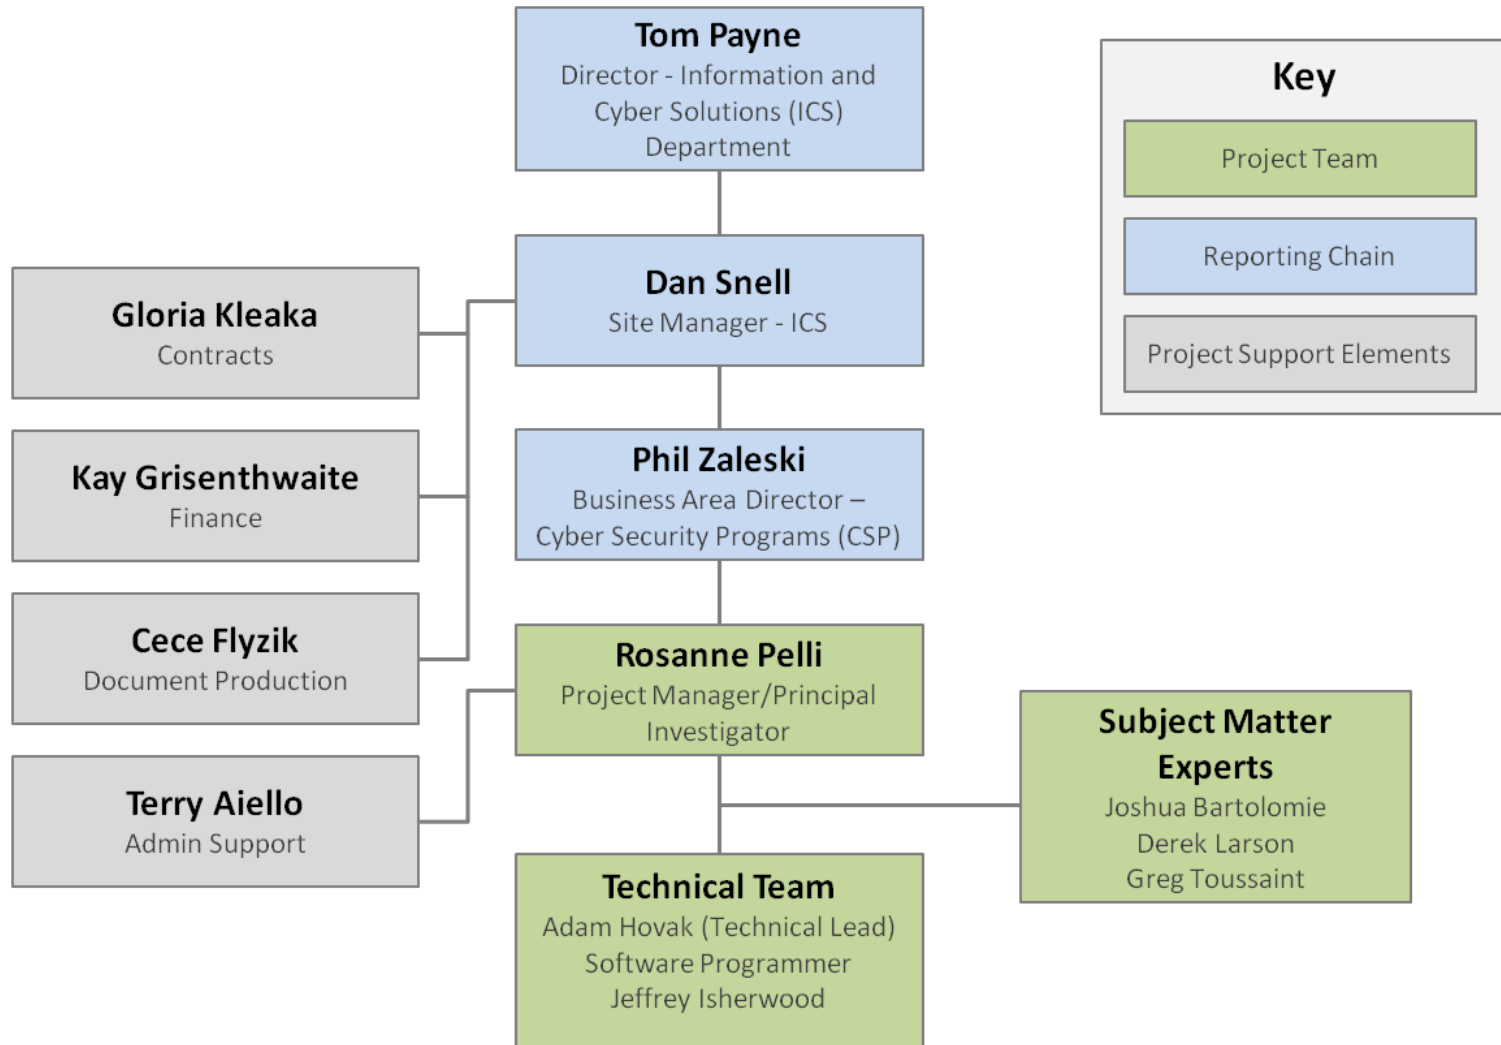 Tom Payne
Director - Information and
Cyber Solutions (ICS)
Department
Key
Project Team
Reporting Chain
Project Support Elements
Dan Snell
Site Manager - ICS
Gloria Kleaka
Contracts
Phil Zaleski
Business Area Director –
Cyber Security Programs (CSP)
Kay Grisenthwaite
Finance
Cece Flyzik
Document Production
Rosanne Pelli
Project Manager/Principal
Investigator
Terry Aiello
Admin Support
Subject Matter
Experts
Joshua Bartolomie
Derek Larson
Greg Toussaint
Technical Team
Adam Hovak (Technical Lead)
Software Programmer
Jeffrey Isherwood